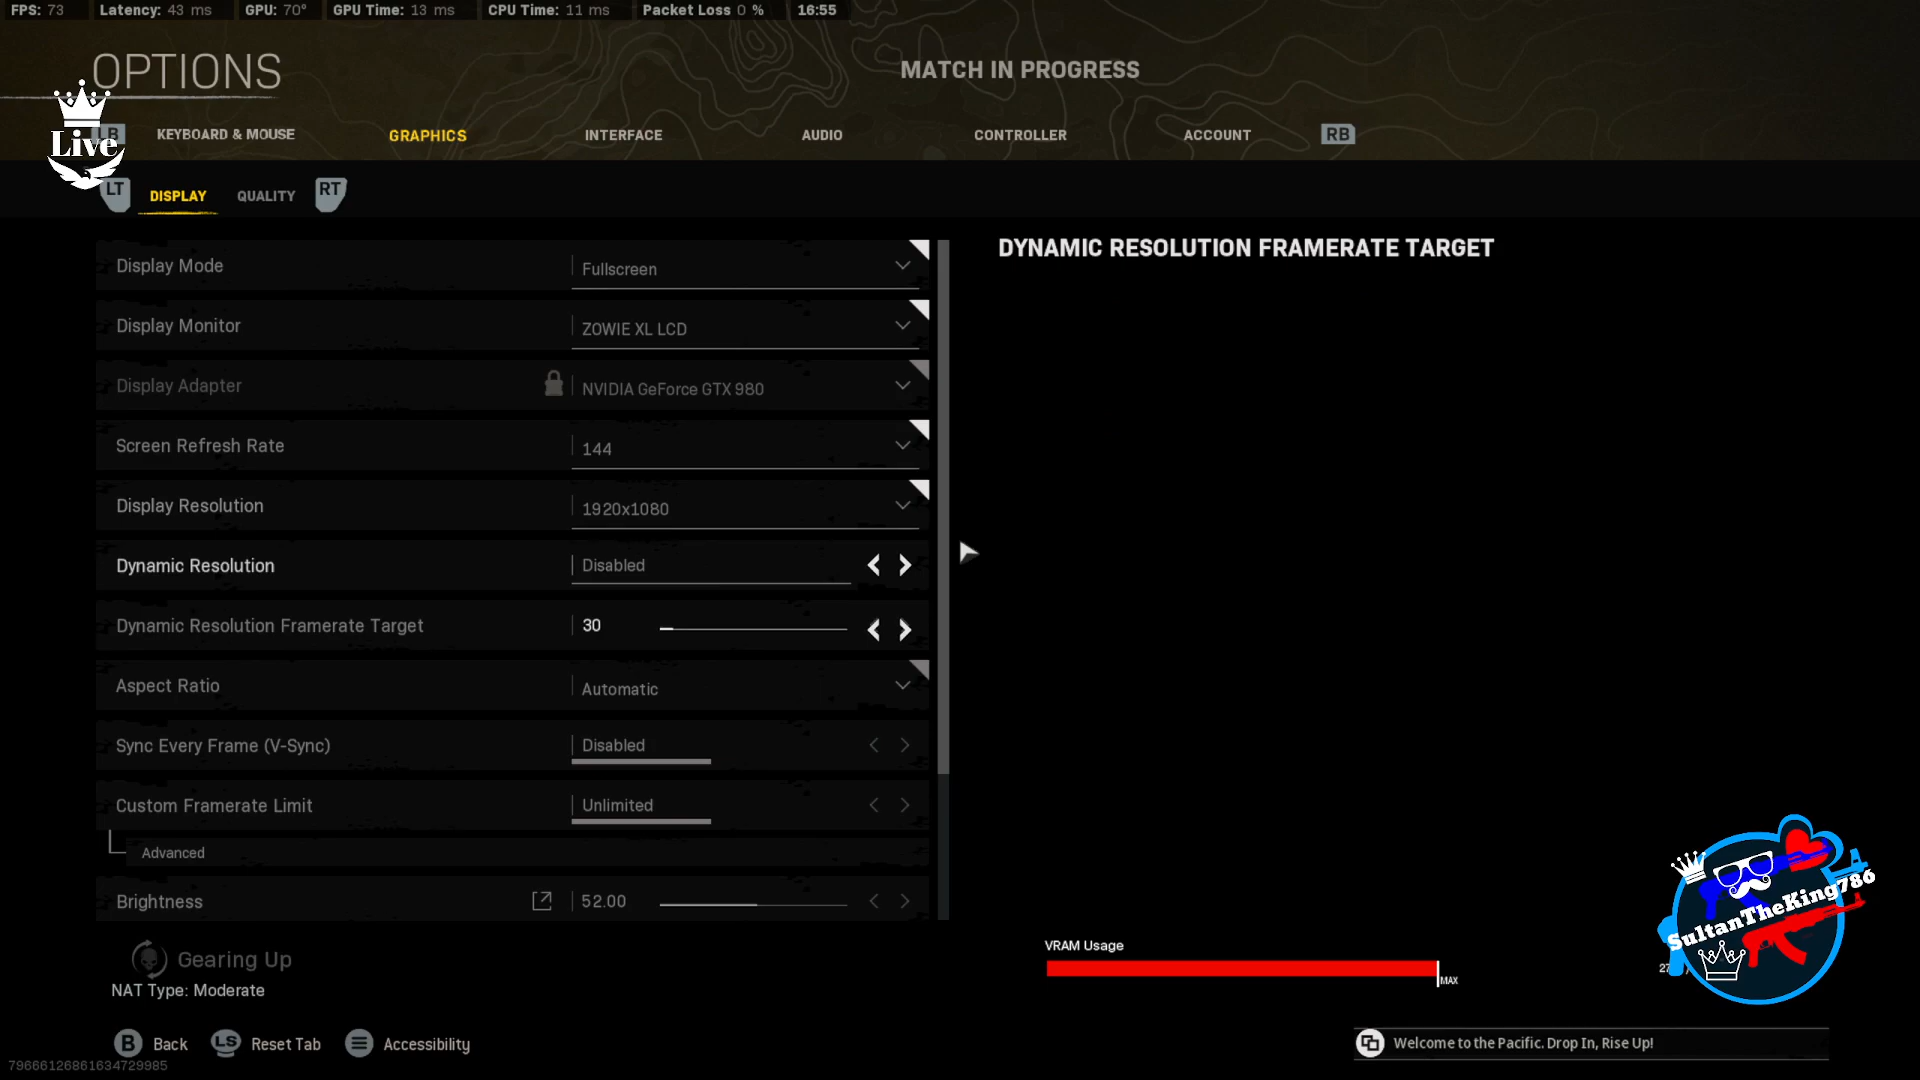 FPS: 73 Latency: 43 ms GPU: 70° GPU Time: 13 ms CPU Time: 11 ms Packet Loss 0 % 16:55
OPTIONS
MATCH IN PROGRESS
Live
LB KEYBOARD & MOUSE GRAPHICS INTERFACE AUDIO CONTROLLER ACCOUNT RB
LT DISPLAY QUALITY RT
DYNAMIC RESOLUTION FRAMERATE TARGET
Display Mode Fullscreen
Display Monitor ZOWIE XL LCD
Display Adapter NVIDIA GeForce GTX 980
Screen Refresh Rate 144
Display Resolution 1920x1080
Dynamic Resolution Disabled
Dynamic Resolution Framerate Target 30
Aspect Ratio Automatic
Sync Every Frame (V-Sync) Disabled
Custom Framerate Limit Unlimited
Advanced
Brightness 52.00
SultanTheKing786
VRAM Usage
MAX
Gearing Up
NAT Type: Moderate
B Back LS Reset Tab Accessibility
Welcome to the Pacific. Drop In, Rise Up!
79666126861634729985